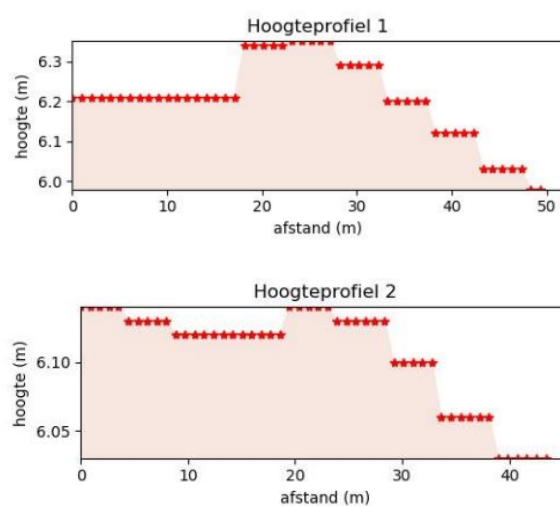 Hoogteprofiel 1
hoogte (m)
6.3
6.2
6.1
6.0
0 10 20 30 40 50
afstand (m)
Hoogteprofiel 2
hoogte (m)
6.10
6.05
0 10 20 30 40
afstand (m)